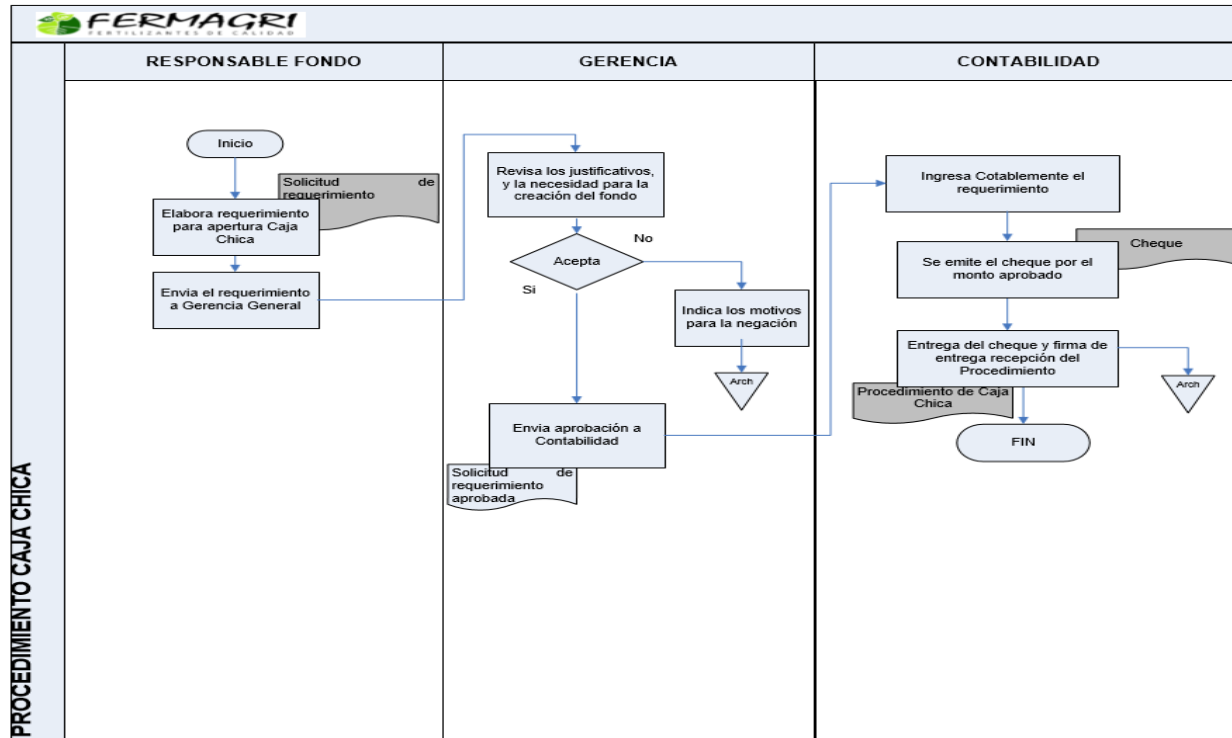 FERMAGRI
FERTILIZANTES DE CALIDAD
RESPONSABLE FONDO
GERENCIA
CONTABILIDAD
PROCEDIMIENTO CAJA CHICA
Inicio
Solicitud de
requerimiento
Elabora requerimiento
para apertura Caja
Chica
Envia el requerimiento
a Gerencia General
Revisa los justificativos,
y la necesidad para la
creación del fondo
Acepta
No
Si
Indica los motivos
para la negación
Arch
Envia aprobación a
Contabilidad
Solicitud de
requerimiento
aprobada
Ingresa Cotablemente el
requerimiento
Cheque
Se emite el cheque por el
monto aprobado
Entrega del cheque y firma de
entrega recepción del
Procedimiento
Arch
Procedimiento de Caja
Chica
FIN